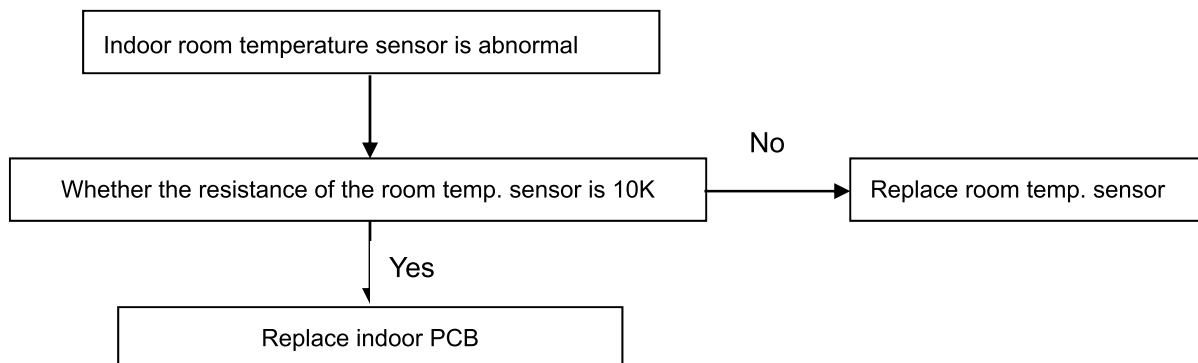 Indoor room temperature sensor is abnormal
No
Whether the resistance of the room temp. sensor is 10K
Replace room temp. sensor
Yes
Replace indoor PCB